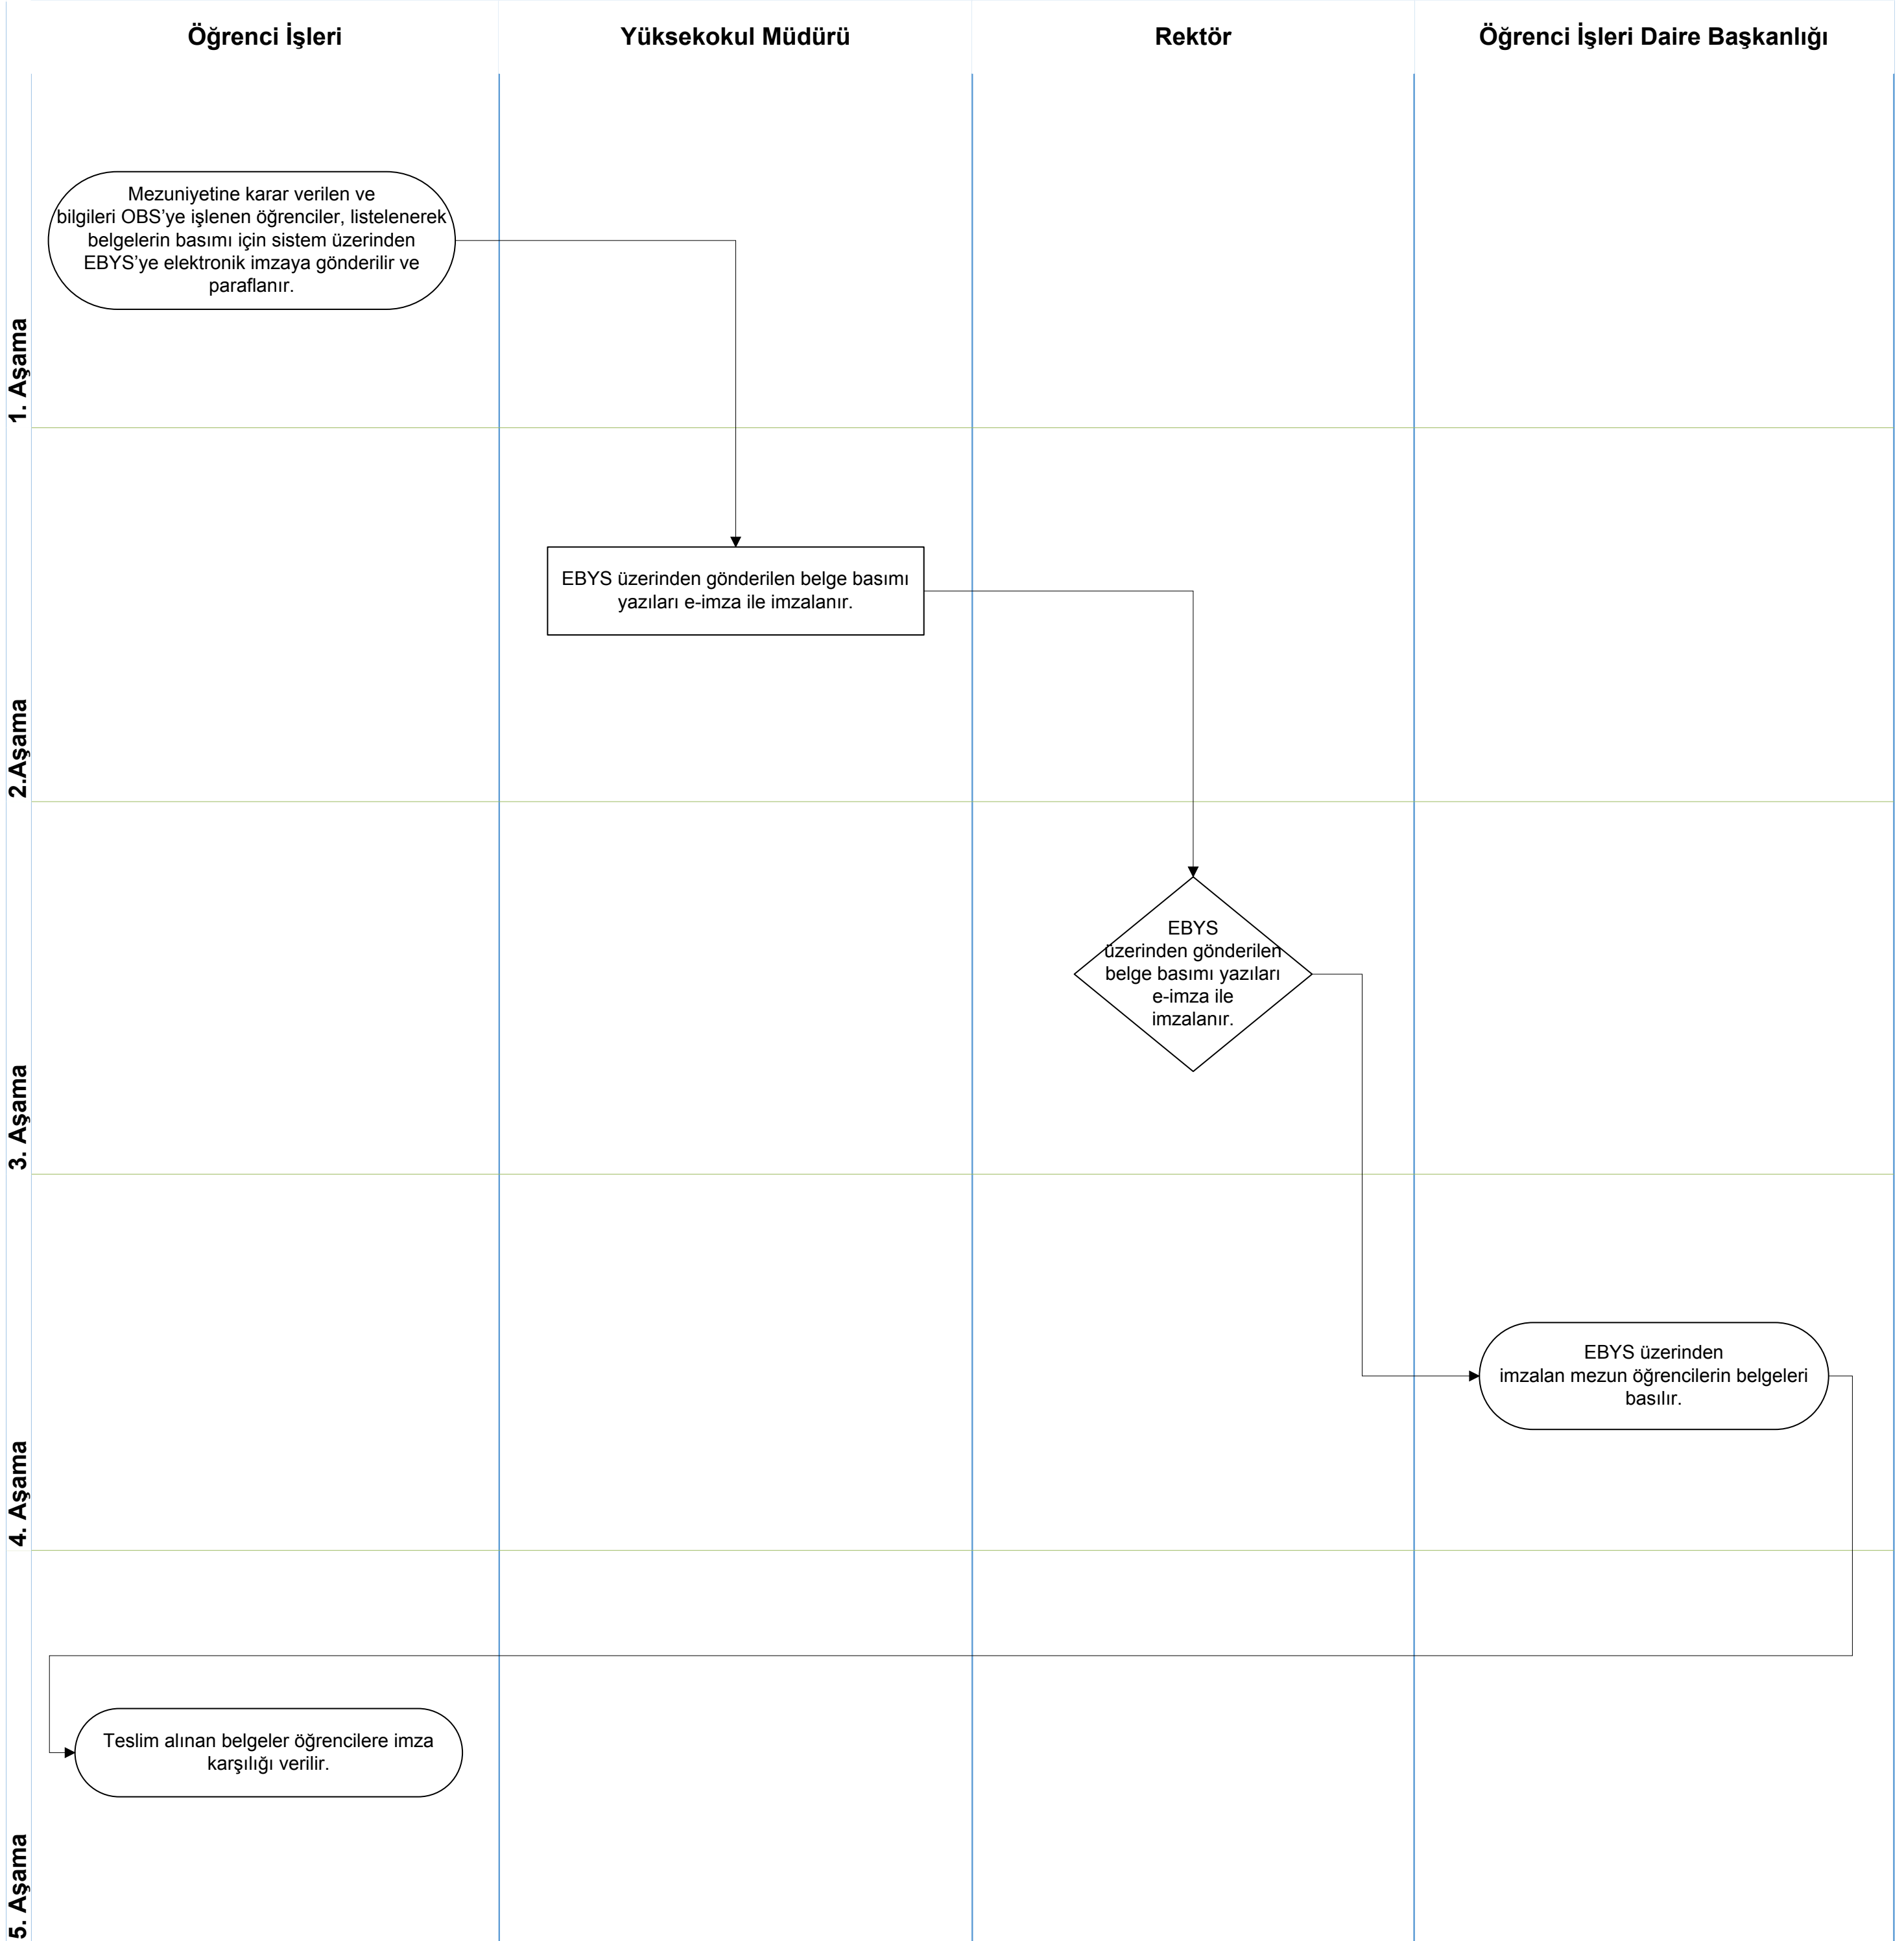 Öğrenci İşleri
Yüksekokul Müdürü
Rektör
Öğrenci İşleri Daire Başkanlığı
1. Aşama
Mezuniyetine karar verilen ve
bilgileri OBS’ye işlenen öğrenciler, listelenerek
belgelerin basımı için sistem üzerinden
EBYS’ye elektronik imzaya gönderilir ve
paraflanır.
2.Aşama
EBYS üzerinden gönderilen belge basımı
yazıları e-imza ile imzalanır.
3. Aşama
EBYS
üzerinden gönderilen
belge basımı yazıları
e-imza ile
imzalanır.
4. Aşama
EBYS üzerinden
imzalan mezun öğrencilerin belgeleri
basılır.
5. Aşama
Teslim alınan belgeler öğrencilere imza
karşılığı verilir.